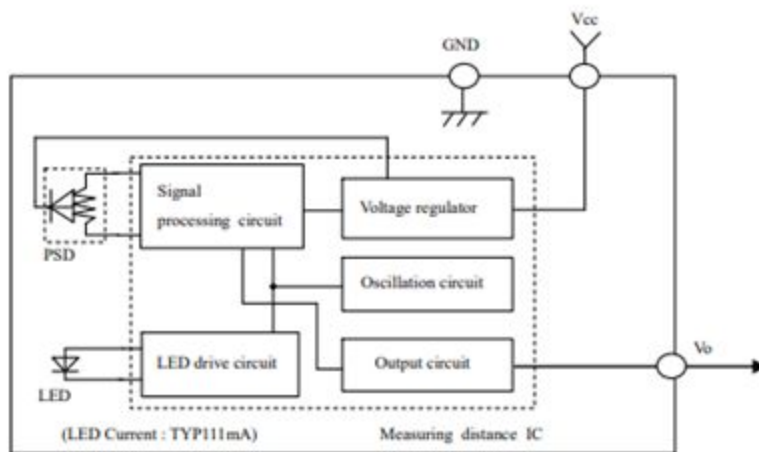 Vcc
GND
Signal
processing circuit
Voltage regulator
PSD
Oscillation circuit
Vo
LED drive circuit
Output circuit
LED
(LED Current : TYP111mA)
Measuring distance IC